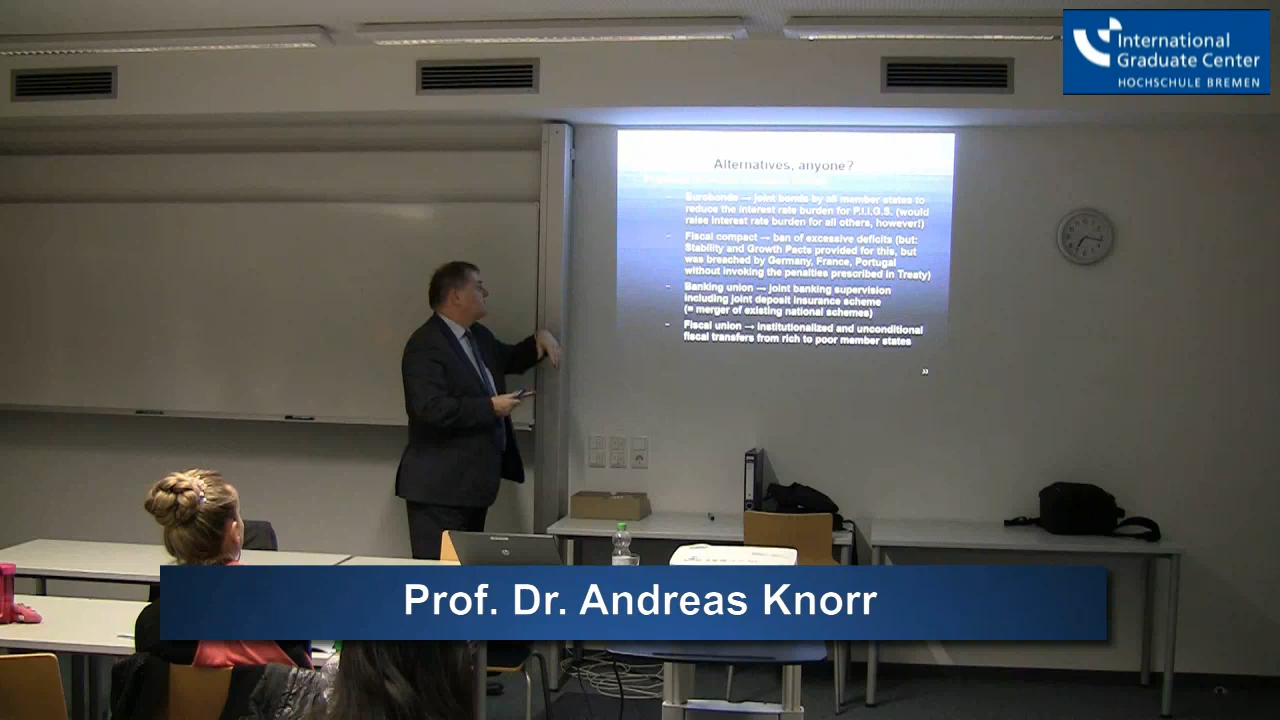 International
Graduate Center
HOCHSCHULE BREMEN
Alternatives, anyone?
- Eurobonds → joint bonds by all member states to
reduce the interest rate burden for P.I.I.G.S. (would
raise interest rate burden for all others, however!)
- Fiscal compact → ban of excessive deficits (but:
Stability and Growth Pacts provided for this, but
was breached by Germany, France, Portugal
without invoking the penalties prescribed in Treaty)
- Banking union → joint banking supervision
including joint deposit insurance scheme
(= merger of existing national schemes)
- Fiscal union → institutionalized and unconditional
fiscal transfers from rich to poor member states
33
hp
Prof. Dr. Andreas Knorr